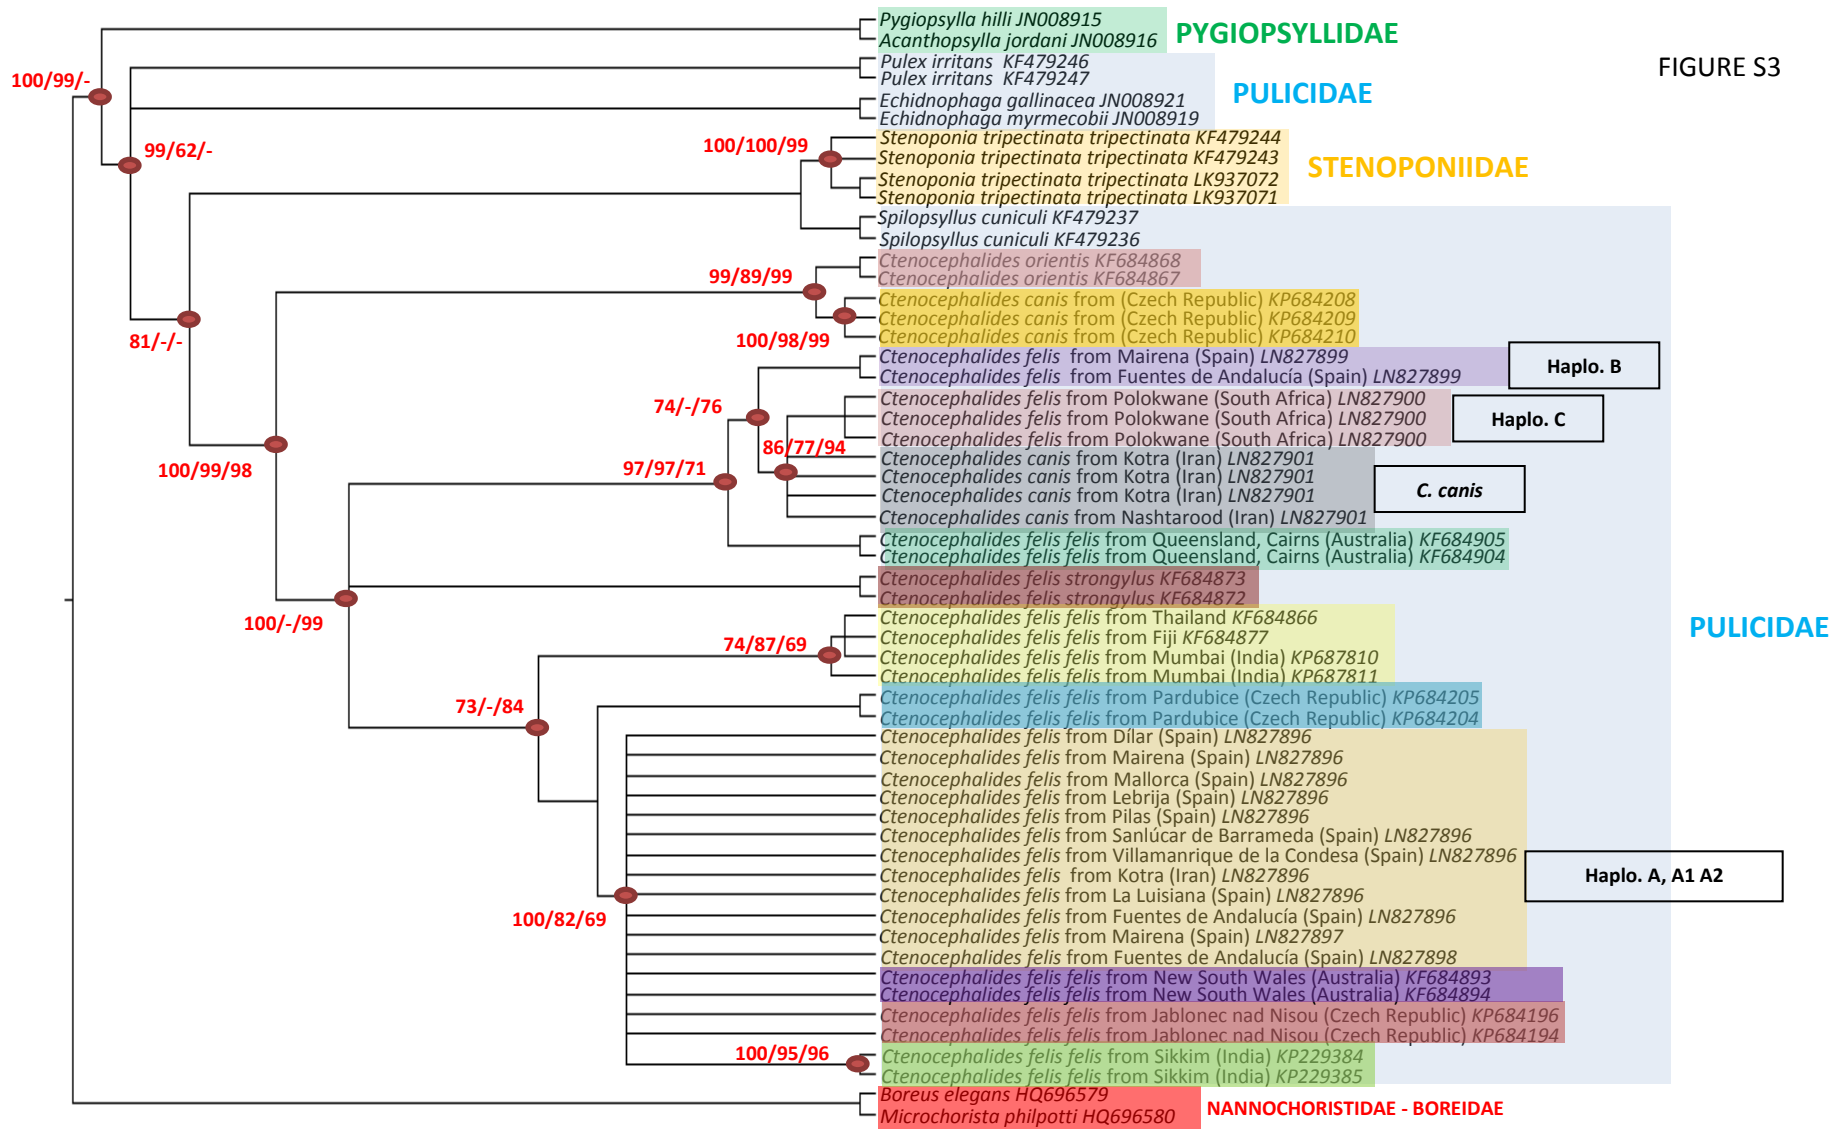 Pygiopsylla hilli JN008915
Acanthopsylla jordani JN008916
PYGIOPSYLLIDAE
FIGURE S3
100/99/-
Pulex irritans KF479246
Pulex irritans KF479247
PULICIDAE
Echidnophaga gallinacea JN008921
Echidnophaga myrmecobii JN008919
99/62/-
100/100/99
Stenoponia tripectinata tripectinata KF479244
Stenoponia tripectinata tripectinata KF479243
Stenoponia tripectinata tripectinata LK937072
Stenoponia tripectinata tripectinata LK937071
STENOPONIIDAE
Spilopsyllus cuniculi KF479237
Spilopsyllus cuniculi KF479236
81/-/-
99/89/99
Ctenocephalides orientis KF684868
Ctenocephalides orientis KF684867
100/98/99
Ctenocephalides canis from (Czech Republic) KP684208
Ctenocephalides canis from (Czech Republic) KP684209
Ctenocephalides canis from (Czech Republic) KP684210
Ctenocephalides felis from Mairena (Spain) LN827899
Ctenocephalides felis from Fuentes de Andalucía (Spain) LN827899
Haplo. B
74/-/76
Ctenocephalides felis from Polokwane (South Africa) LN827900
Ctenocephalides felis from Polokwane (South Africa) LN827900
Ctenocephalides felis from Polokwane (South Africa) LN827900
Haplo. C
86/77/94
100/99/98
97/97/71
Ctenocephalides canis from Kotra (Iran) LN827901
Ctenocephalides canis from Kotra (Iran) LN827901
Ctenocephalides canis from Kotra (Iran) LN827901
Ctenocephalides canis from Nashtarood (Iran) LN827901
C. canis
Ctenocephalides felis felis from Queensland, Cairns (Australia) KF684905
Ctenocephalides felis felis from Queensland, Cairns (Australia) KF684904
Ctenocephalides felis strongylus KF684873
Ctenocephalides felis strongylus KF684872
100/-/99
74/87/69
Ctenocephalides felis felis from Thailand KF684866
Ctenocephalides felis felis from Fiji KF684877
Ctenocephalides felis felis from Mumbai (India) KP687810
Ctenocephalides felis felis from Mumbai (India) KP687811
PULICIDAE
73/-/84
Ctenocephalides felis felis from Pardubice (Czech Republic) KP684205
Ctenocephalides felis felis from Pardubice (Czech Republic) KP684204
Ctenocephalides felis from Dílar (Spain) LN827896
Ctenocephalides felis from Mairena (Spain) LN827896
Ctenocephalides felis from Mallorca (Spain) LN827896
Ctenocephalides felis from Lebrija (Spain) LN827896
Ctenocephalides felis from Pilas (Spain) LN827896
Ctenocephalides felis from Sanlúcar de Barrameda (Spain) LN827896
Ctenocephalides felis from Villamanrique de la Condesa (Spain) LN827896
Ctenocephalides felis from Kotra (Iran) LN827896
Ctenocephalides felis from La Luisiana (Spain) LN827896
Ctenocephalides felis from Fuentes de Andalucía (Spain) LN827896
Ctenocephalides felis from Mairena (Spain) LN827897
Ctenocephalides felis from Fuentes de Andalucía (Spain) LN827898
Haplo. A, A1 A2
100/82/69
Ctenocephalides felis felis from New South Wales (Australia) KF684893
Ctenocephalides felis felis from New South Wales (Australia) KF684894
Ctenocephalides felis felis from Jablonec nad Nisou (Czech Republic) KP684196
Ctenocephalides felis felis from Jablonec nad Nisou (Czech Republic) KP684194
100/95/96
Ctenocephalides felis felis from Sikkim (India) KP229384
Ctenocephalides felis felis from Sikkim (India) KP229385
Boreus elegans HQ696579
Microchorista philpotti HQ696580
NANNOCHORISTIDAE - BOREIDAE